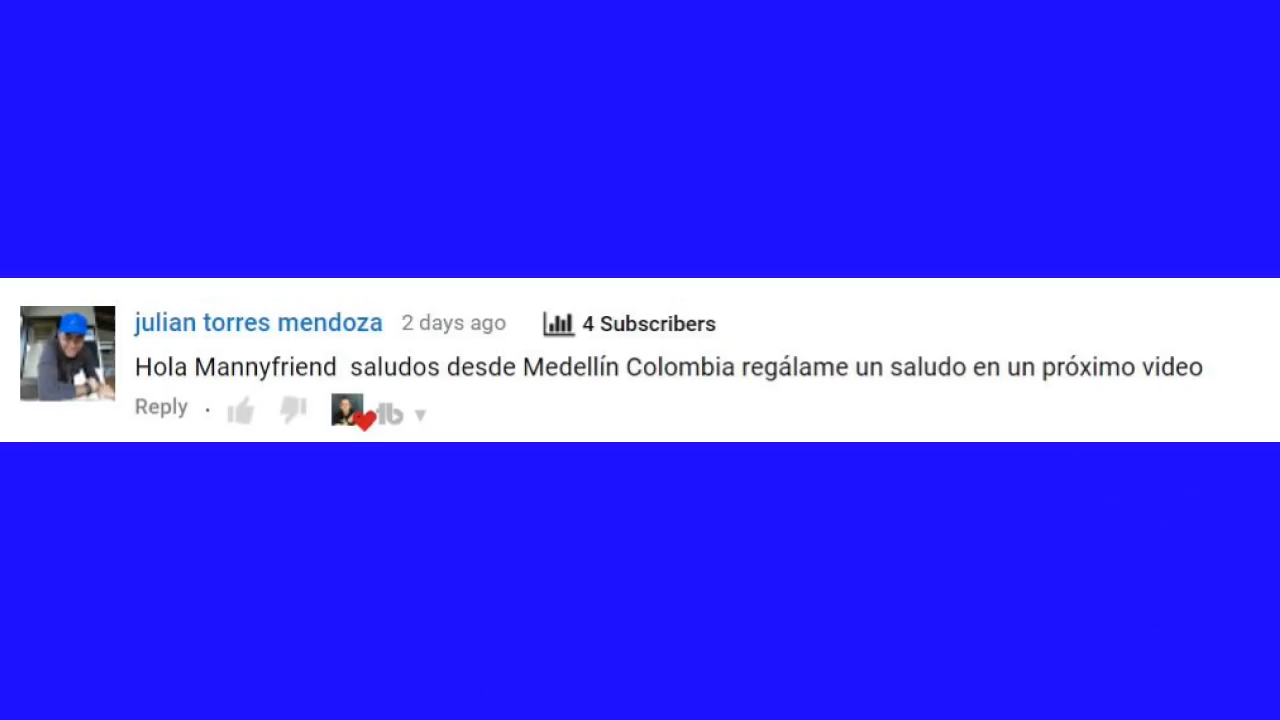 julian torres mendoza 2 days ago 4 Subscribers
Hola Mannyfriend saludos desde Medellín Colombia regálame un saludo en un próximo video
Reply · tb ▼